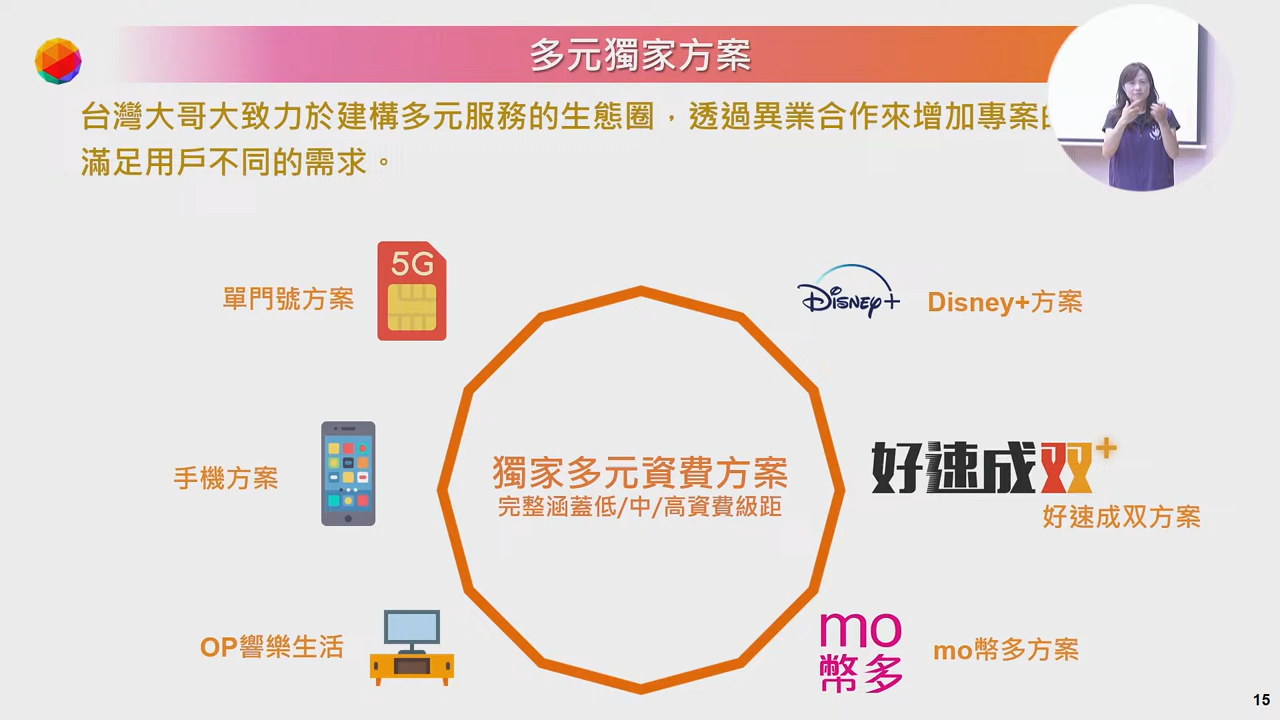 多元獨家方案
台灣大哥大致力於建構多元服務的生態圈，透過異業合作來增加專案
滿足用戶不同的需求。
5G
單門號方案
Disney+
Disney+方案
手機方案
獨家多元資費方案
完整涵蓋低/中/高資費級距
好速成双+
好速成双方案
OP響樂生活
mo
幣多
mo幣多方案
15